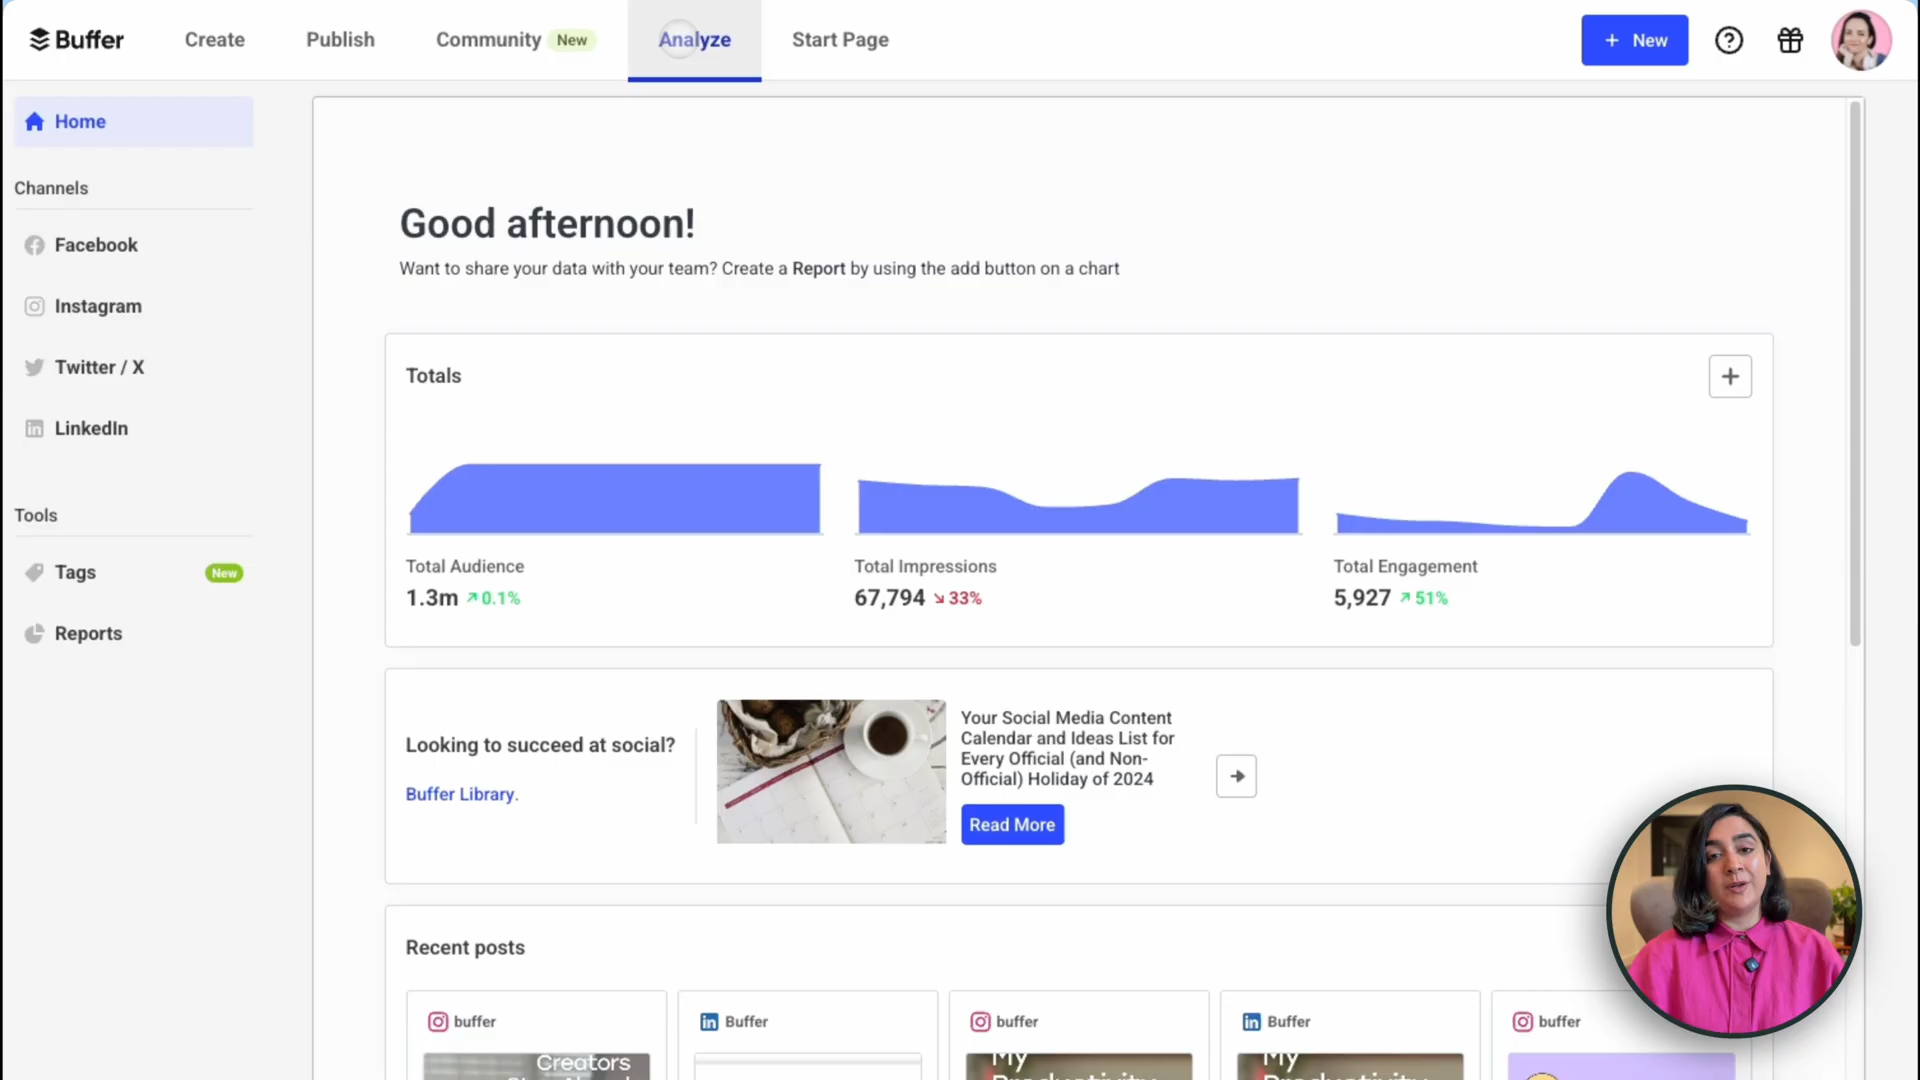 Buffer
Create
Publish
Community New
Analyze
Start Page
+ New
Home
Channels
Facebook
Instagram
Twitter / X
LinkedIn
Tools
Tags New
Reports
Good afternoon!
Want to share your data with your team? Create a Report by using the add button on a chart
Totals
Total Audience
1.3m 0.1%
Total Impressions
67,794 33%
Total Engagement
5,927 51%
Looking to succeed at social?
Buffer Library.
Your Social Media Content
Calendar and Ideas List for
Every Official (and Non-
Official) Holiday of 2024
Read More
Recent posts
buffer
Buffer
buffer
Buffer
buffer
Creators
My
Productivity
My
Productivity